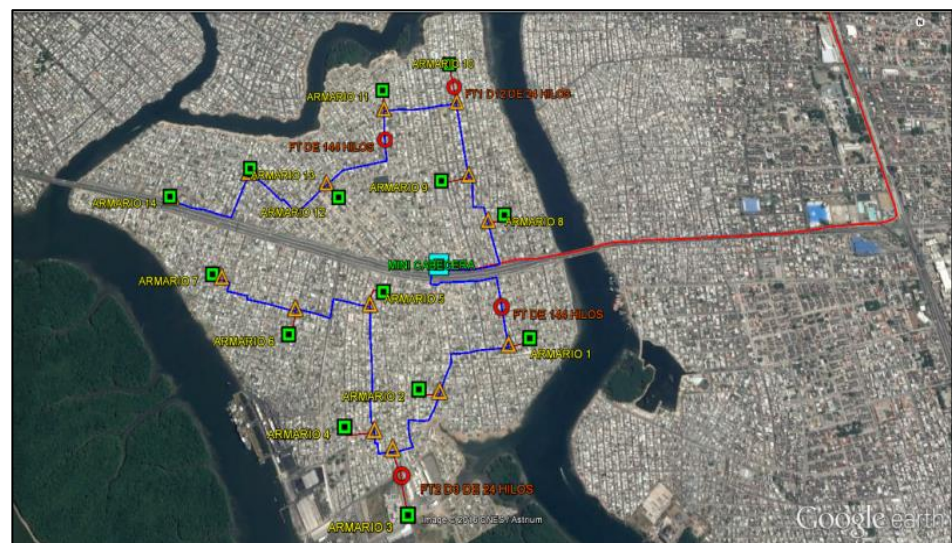 N
ARMARIO 10
FT1 D12 DE 24 HILOS
ARMARIO 11
FT DE 144 HILOS
ARMARIO 13
ARMARIO 9
ARMARIO 14
ARMARIO 12
ARMARIO 8
MINI CABECERA
ARMARIO 7
ARMARIO 5
FT DE 144 HILOS
ARMARIO 6
ARMARIO 1
ARMARIO 2
ARMARIO 4
FT2 D3 DE 24 HILOS
ARMARIO 3
Image © 2016 CNES / Astrium
Google earth